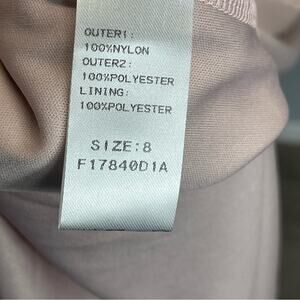 OUTER1:
100%NYLON
OUTER2:
100%POLYESTER
LINING:
100%POLYESTER
SIZE:8
F17840D1A